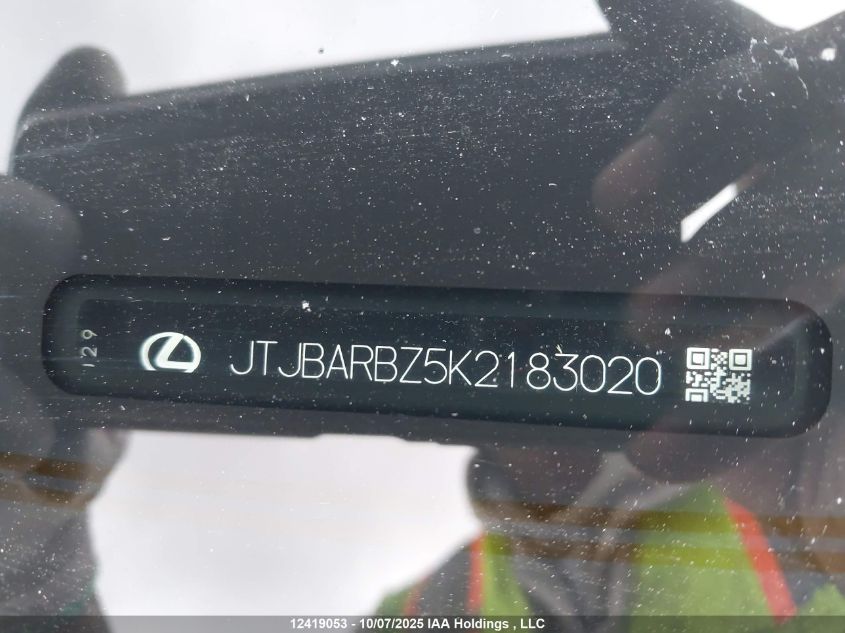 129
JTJBARBZ5K2183020
12419053 - 10/07/2025 IAA Holdings , LLC